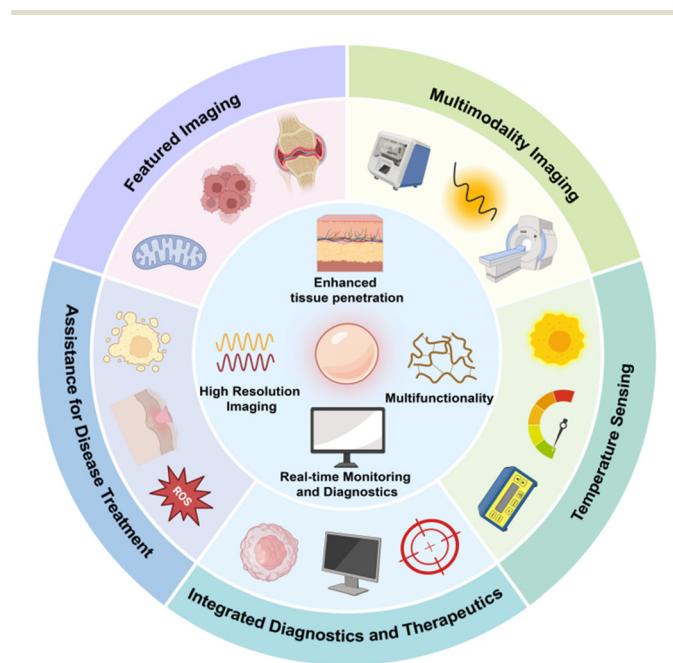 Featured Imaging
Multimodality Imaging
Enhanced
tissue penetration
High Resolution
Imaging
Multifunctionality
Real-time Monitoring
and Diagnostics
Assistance for Disease Treatment
ROS
Temperature Sensing
Integrated Diagnostics and Therapeutics